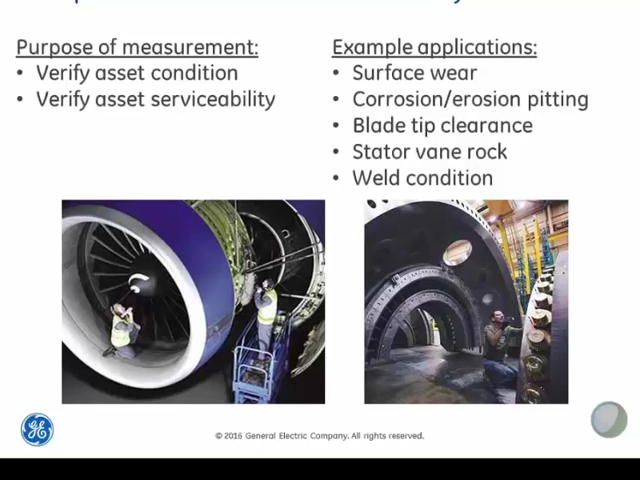 Purpose of measurement:
• Verify asset condition
• Verify asset serviceability
Example applications:
• Surface wear
• Corrosion/erosion pitting
• Blade tip clearance
• Stator vane rock
• Weld condition
© 2016 General Electric Company. All rights reserved.